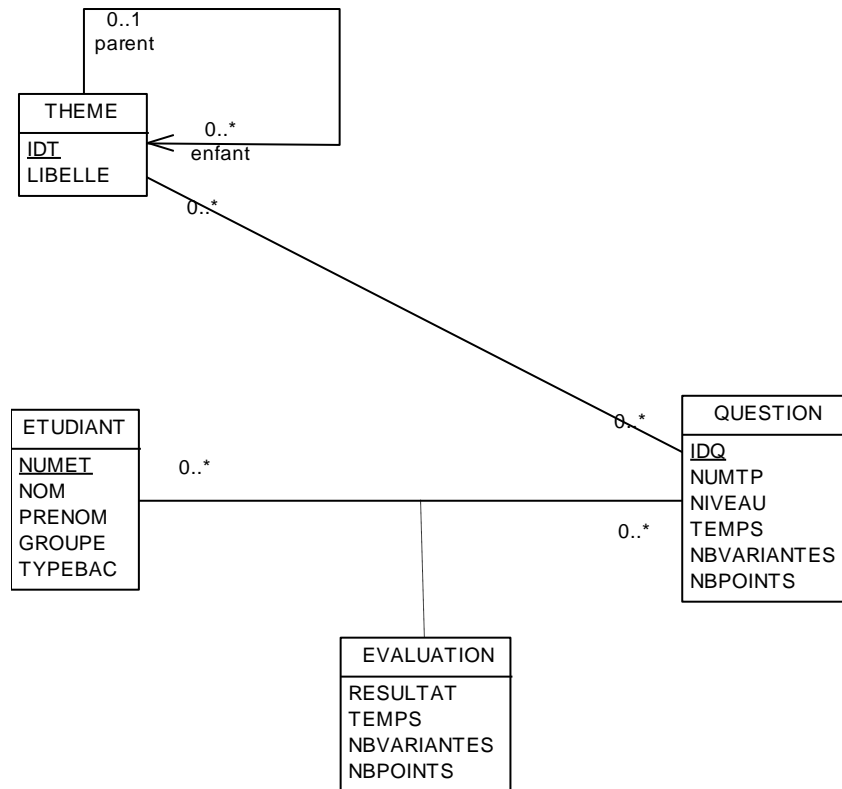 0..1
parent
THEME
IDT
LIBELLE
0..*
enfant
0..*
0..*
QUESTION
IDQ
NUMTP
NIVEAU
TEMPS
NBVARIANTES
NBPOINTS
ETUDIANT
NUMET
NOM
PRENOM
GROUPE
TYPEBAC
0..*
0..*
EVALUATION
RESULTAT
TEMPS
NBVARIANTES
NBPOINTS